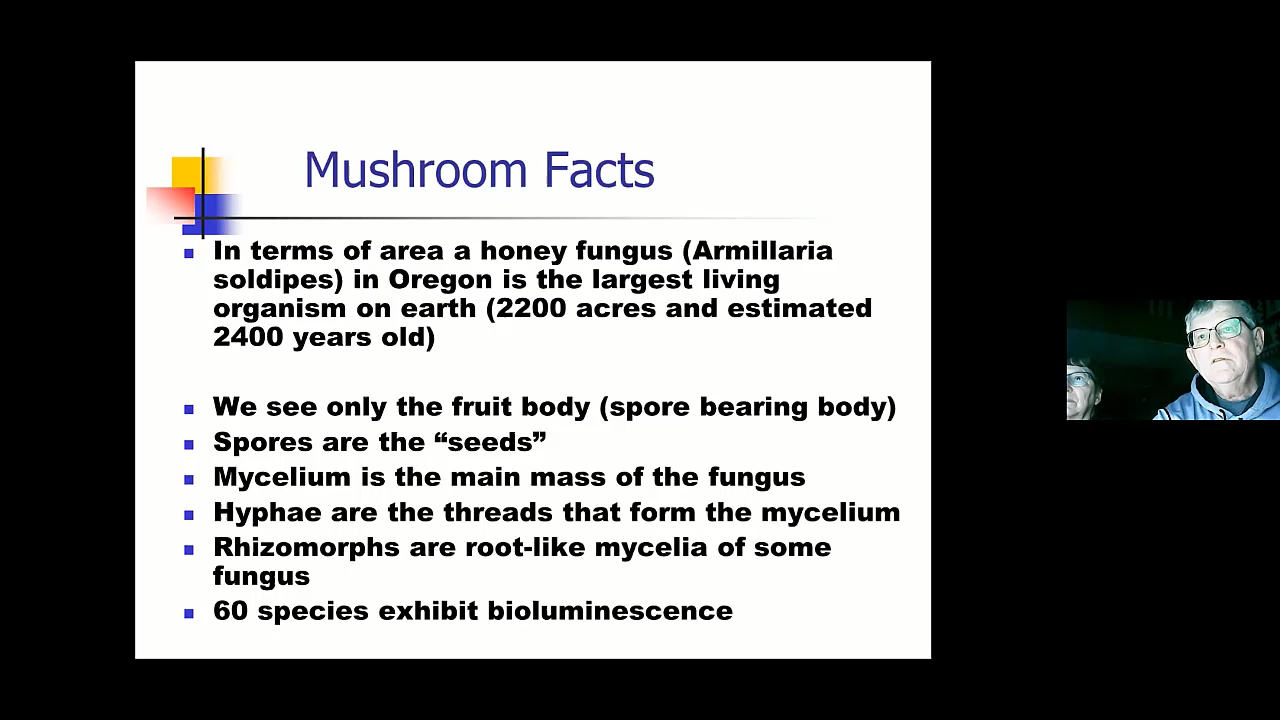 Mushroom Facts
In terms of area a honey fungus (Armillaria
soldipes) in Oregon is the largest living
organism on earth (2200 acres and estimated
2400 years old)
We see only the fruit body (spore bearing body)
Spores are the “seeds”
Mycelium is the main mass of the fungus
Hyphae are the threads that form the mycelium
Rhizomorphs are root-like mycelia of some
fungus
60 species exhibit bioluminescence